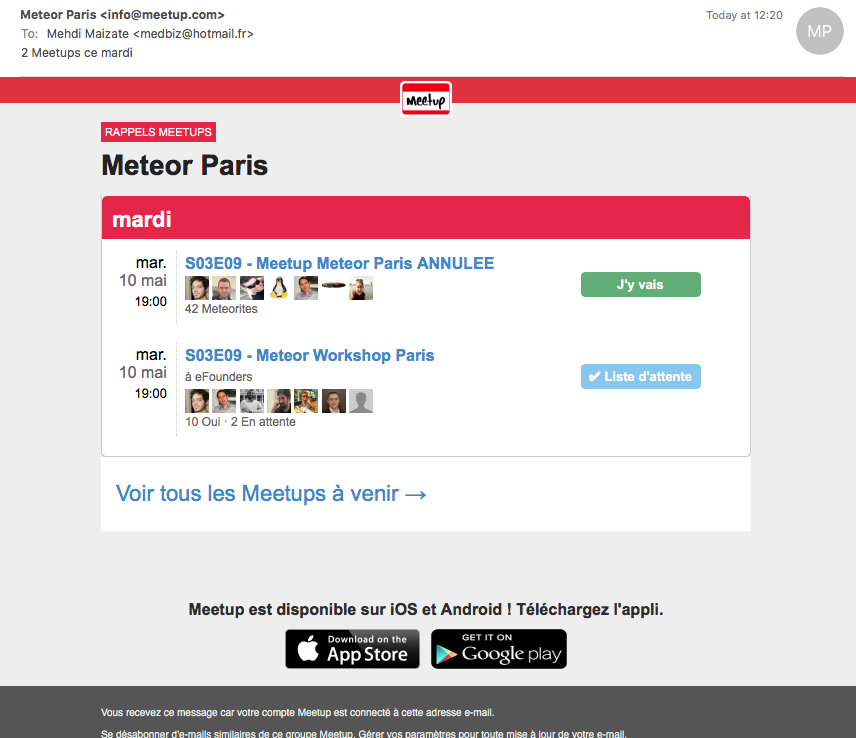 Meteor Paris <info@meetup.com>
Today at 12:20
MP
To: Mehdi Maizate <medbiz@hotmail.fr>
2 Meetups ce mardi
Meetup
RAPPELS MEETUPS
Meteor Paris
mardi
mar.
10 mai
19:00
S03E09 - Meetup Meteor Paris ANNULEE
42 Meteorites
J'y vais
mar.
10 mai
19:00
S03E09 - Meteor Workshop Paris
à eFounders
10 Oui · 2 En attente
✔ Liste d'attente
Voir tous les Meetups à venir →
Meetup est disponible sur iOS et Android ! Téléchargez l'appli.
Download on the
App Store
GET IT ON
Google play
Vous recevez ce message car votre compte Meetup est connecté à cette adresse e-mail.
Se désabonner d'e-mails similaires de ce groupe Meetup. Gérer vos paramètres pour toute mise à jour de votre e-mail.